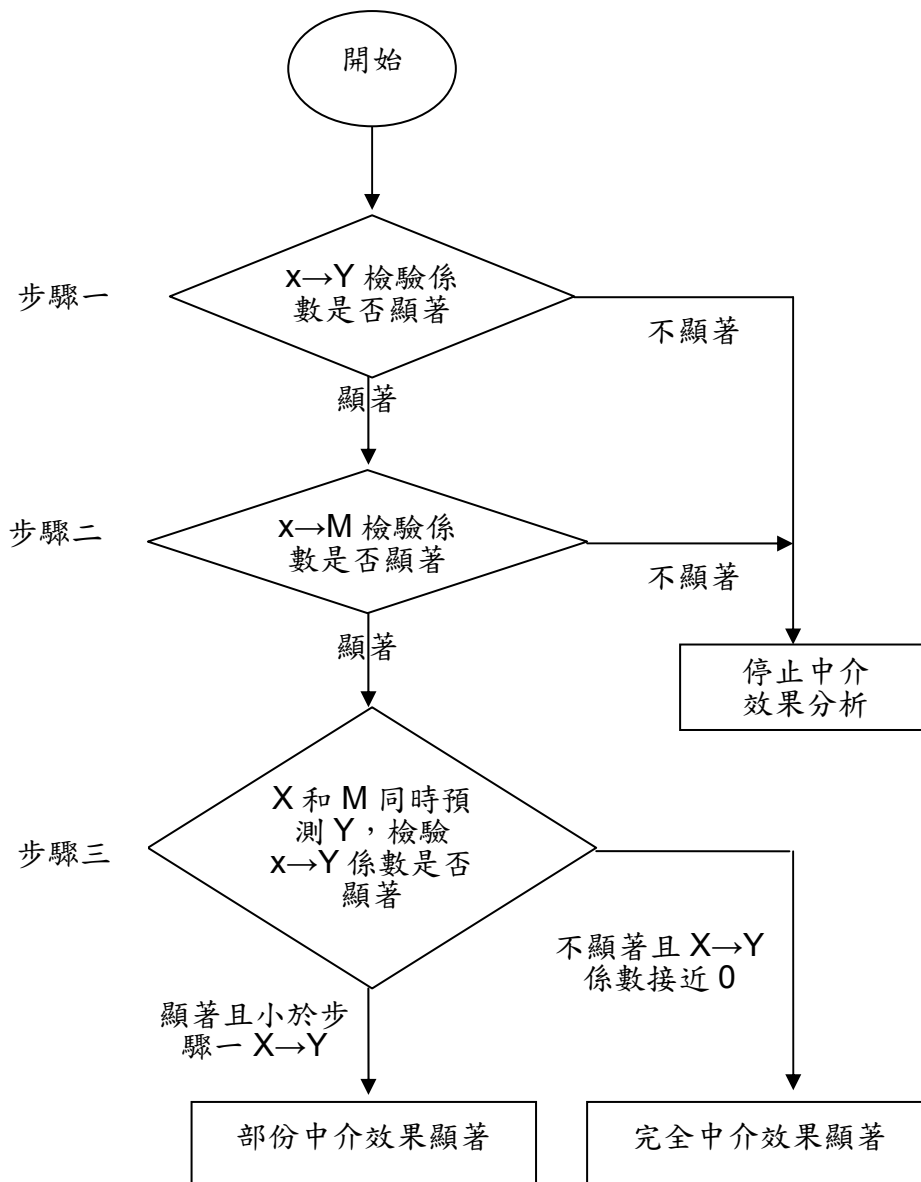 開始
步驟一
x→Y 檢驗係
數是否顯著
不顯著
顯著
步驟二
x→M 檢驗係
數是否顯著
不顯著
顯著
停止中介
效果分析
步驟三
X 和 M 同時預
測 Y，檢驗
x→Y 係數是否
顯著
不顯著且 X→Y
係數接近 0
顯著且小於步
驟一 X→Y
部份中介效果顯著
完全中介效果顯著